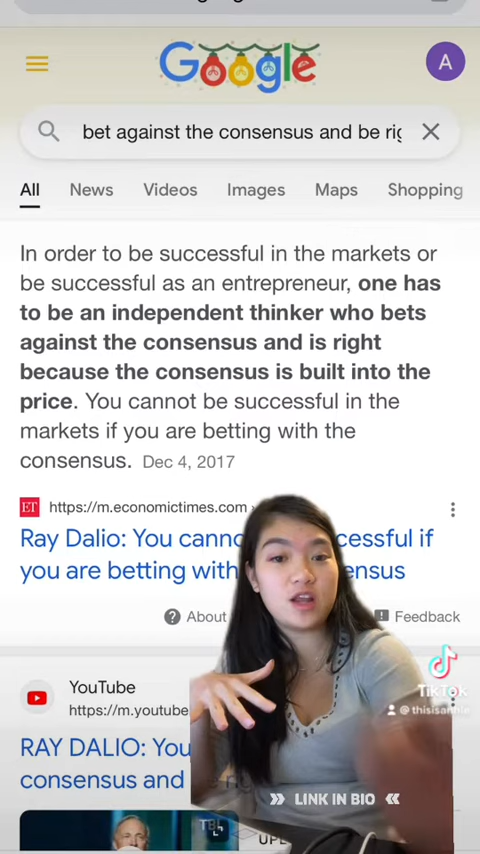 Google
A
bet against the consensus and be rig
All News Videos Images Maps Shopping
In order to be successful in the markets or
be successful as an entrepreneur, one has
to be an independent thinker who bets
against the consensus and is right
because the consensus is built into the
price. You cannot be successful in the
markets if you are betting with the
consensus. Dec 4, 2017
ET https://m.economictimes.com
Ray Dalio: You canno cessful if
you are betting with ensus
About Feedback
TikTok
YouTube
https://m.youtube
RAY DALIO: You
consensus and
LINK IN BIO